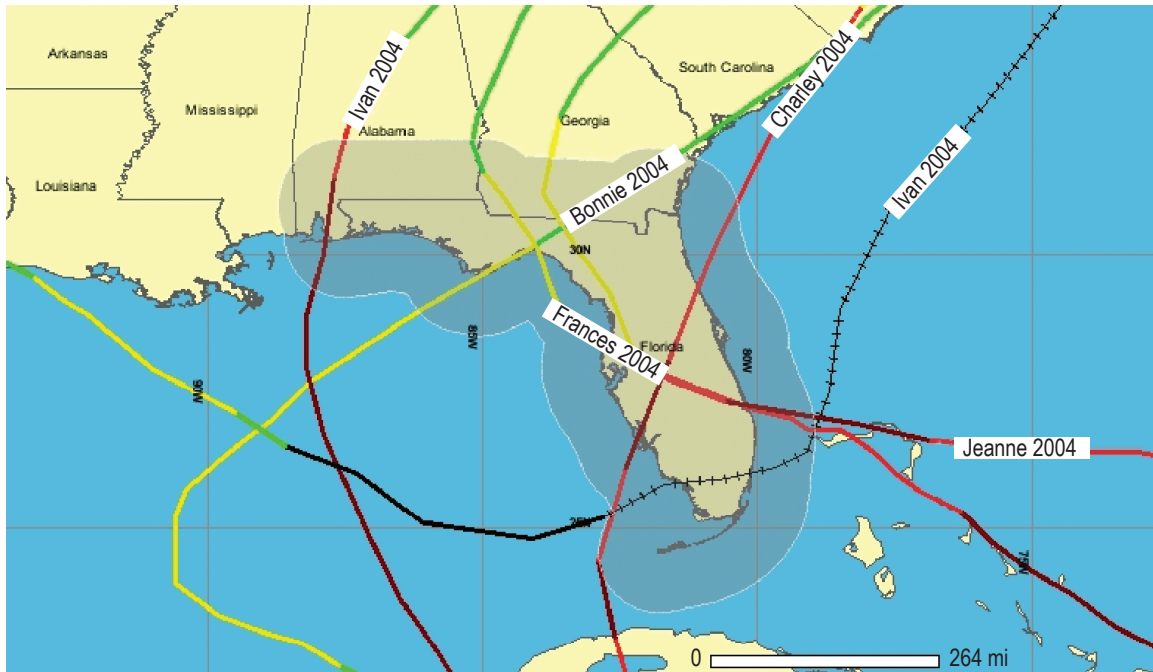 Arkansas
Ivan 2004
South Carolina
Charley 2004
Mississippi
Georgia
Alabama
Louisiana
Bonnie 2004
Ivan 2004
30N
Frances 2004
85W
Florida
80W
90W
Jeanne 2004
25N
75W
0
264 mi